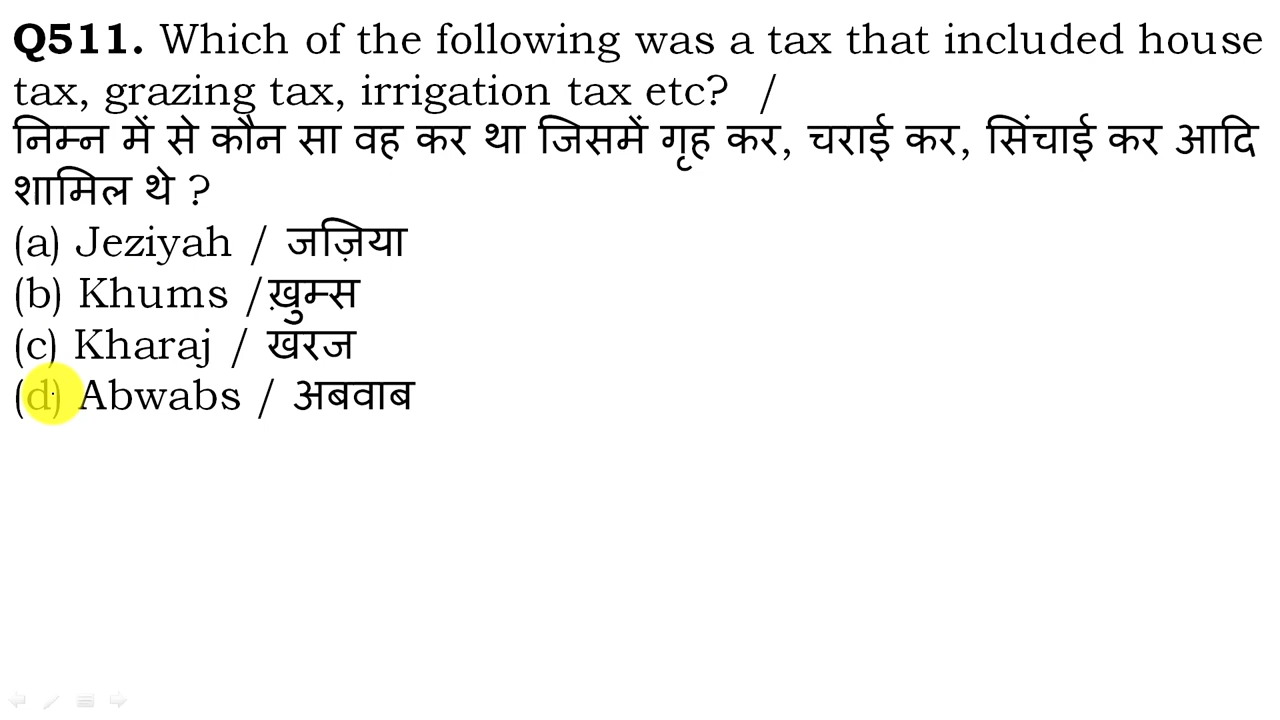 Q511. Which of the following was a tax that included house
tax, grazing tax, irrigation tax etc? /
निम्न में से कौन सा वह कर था जिसमें गृह कर, चराई कर, सिंचाई कर आदि
शामिल थे ?
(a) Jeziyah / जज़िया
(b) Khums /ख़ुम्स
(c) Kharaj / खरज
(d) Abwabs / अबवाब